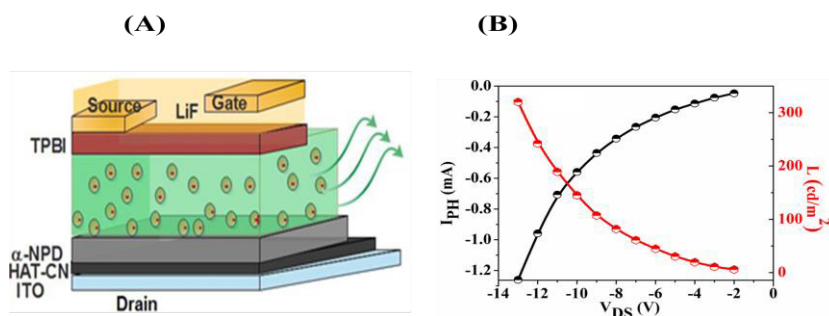 (A)
(B)
Source
LiF
Gate
TPBI
α-NPD
HAT-CN
ITO
Drain
0.0
-0.2
-0.4
-0.6
-0.8
-1.0
-1.2
I_PH (mA)
300
200
100
0
L (cd/m²)
-14 -12 -10 -8 -6 -4 -2 0
V_DS (V)